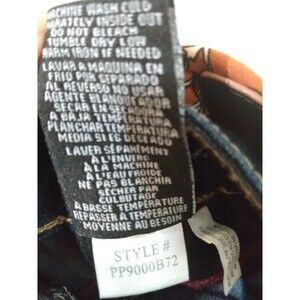 MACHINE WASH COLD
SEPARATELY INSIDE OUT
DO NOT BLEACH
TUMBLE DRY LOW
WARM IRON IF NEEDED
LAVAR A MAQUINA EN
FRIO POR SEPARADO
AL REVERSO NO USAR
AGENTE BLANQUEADOR
SECAR EN SECADORA
A BAJA TEMPERATURA
PLANCHAR TEMPERATURA
MEDIA SI ES DESEADO
LAVER SÉPARÉMENT
À L'ENVERS
À LA MACHINE
À L'EAU FROIDE
NE PAS BLANCHIR
SÉCHER PAR
CULBUTAGE
A BASSE TEMPÉRATURE
REPASSER À TEMPÉRATURE
MOYENNE AU BESOIN
STYLE #
PP9000B72